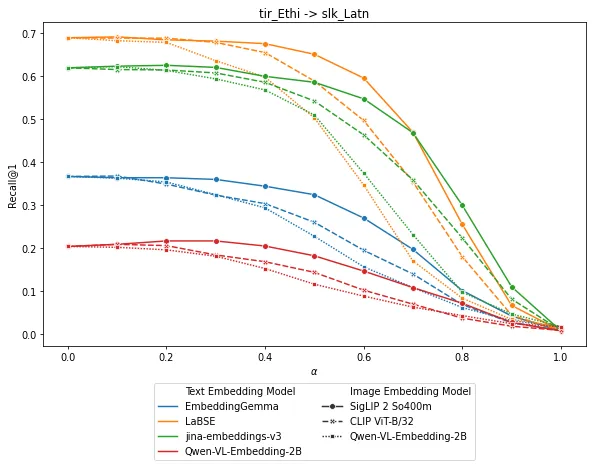 tir_Ethi -> slk_Latn
0.7
0.6
0.5
0.4
0.3
0.2
0.1
0.0
Recall@1
0.0 0.2 0.4 0.6 0.8 1.0
α
Text Embedding Model
EmbeddingGemma
LaBSE
jina-embeddings-v3
Qwen-VL-Embedding-2B
Image Embedding Model
SigLIP 2 So400m
CLIP ViT-B/32
Qwen-VL-Embedding-2B